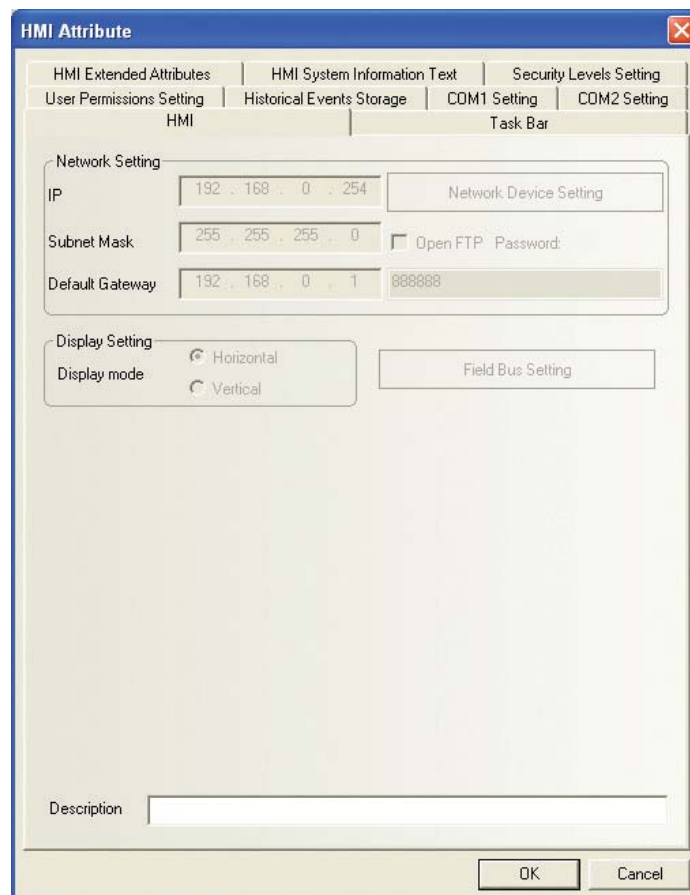 HMI Attribute
HMI Extended Attributes HMI System Information Text Security Levels Setting
User Permissions Setting Historical Events Storage COM1 Setting COM2 Setting
HMI Task Bar
Network Setting
IP 192 . 168 . 0 . 254 Network Device Setting
Subnet Mask 255 . 255 . 255 . 0 Open FTP Password:
Default Gateway 192 . 168 . 0 . 1 888888
Display Setting
Display mode Horizontal
Vertical
Field Bus Setting
Description
OK Cancel